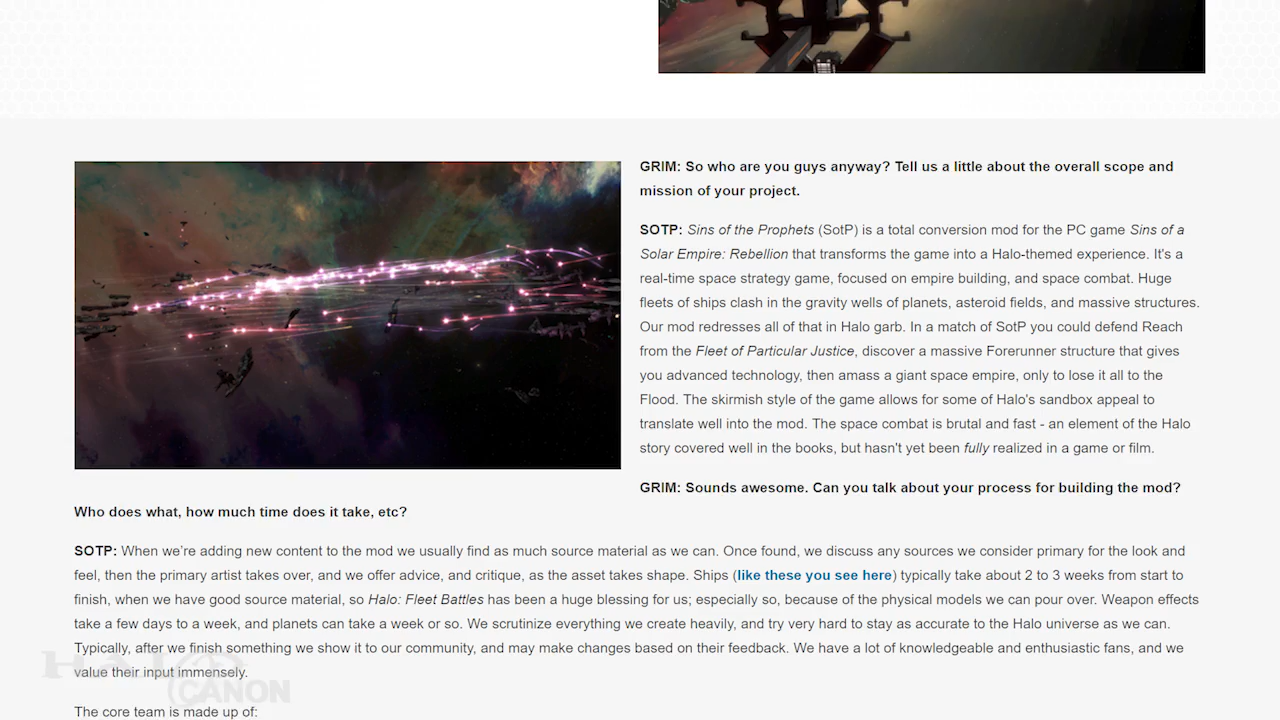 GRIM: So who are you guys anyway? Tell us a little about the overall scope and
mission of your project.
SOTP: Sins of the Prophets (SotP) is a total conversion mod for the PC game Sins of a
Solar Empire: Rebellion that transforms the game into a Halo-themed experience. It's a
real-time space strategy game, focused on empire building, and space combat. Huge
fleets of ships clash in the gravity wells of planets, asteroid fields, and massive structures.
Our mod redresses all of that in Halo garb. In a match of SotP you could defend Reach
from the Fleet of Particular Justice, discover a massive Forerunner structure that gives
you advanced technology, then amass a giant space empire, only to lose it all to the
Flood. The skirmish style of the game allows for some of Halo's sandbox appeal to
translate well into the mod. The space combat is brutal and fast - an element of the Halo
story covered well in the books, but hasn't yet been fully realized in a game or film.
GRIM: Sounds awesome. Can you talk about your process for building the mod?
Who does what, how much time does it take, etc?
SOTP: When we’re adding new content to the mod we usually find as much source material as we can. Once found, we discuss any sources we consider primary for the look and
feel, then the primary artist takes over, and we offer advice, and critique, as the asset takes shape. Ships (like these you see here) typically take about 2 to 3 weeks from start to
finish, when we have good source material, so Halo: Fleet Battles has been a huge blessing for us; especially so, because of the physical models we can pour over. Weapon effects
take a few days to a week, and planets can take a week or so. We scrutinize everything we create heavily, and try very hard to stay as accurate to the Halo universe as we can.
Typically, after we finish something we show it to our community, and may make changes based on their feedback. We have a lot of knowledgeable and enthusiastic fans, and we
value their input immensely.
HALO
CANON
The core team is made up of: